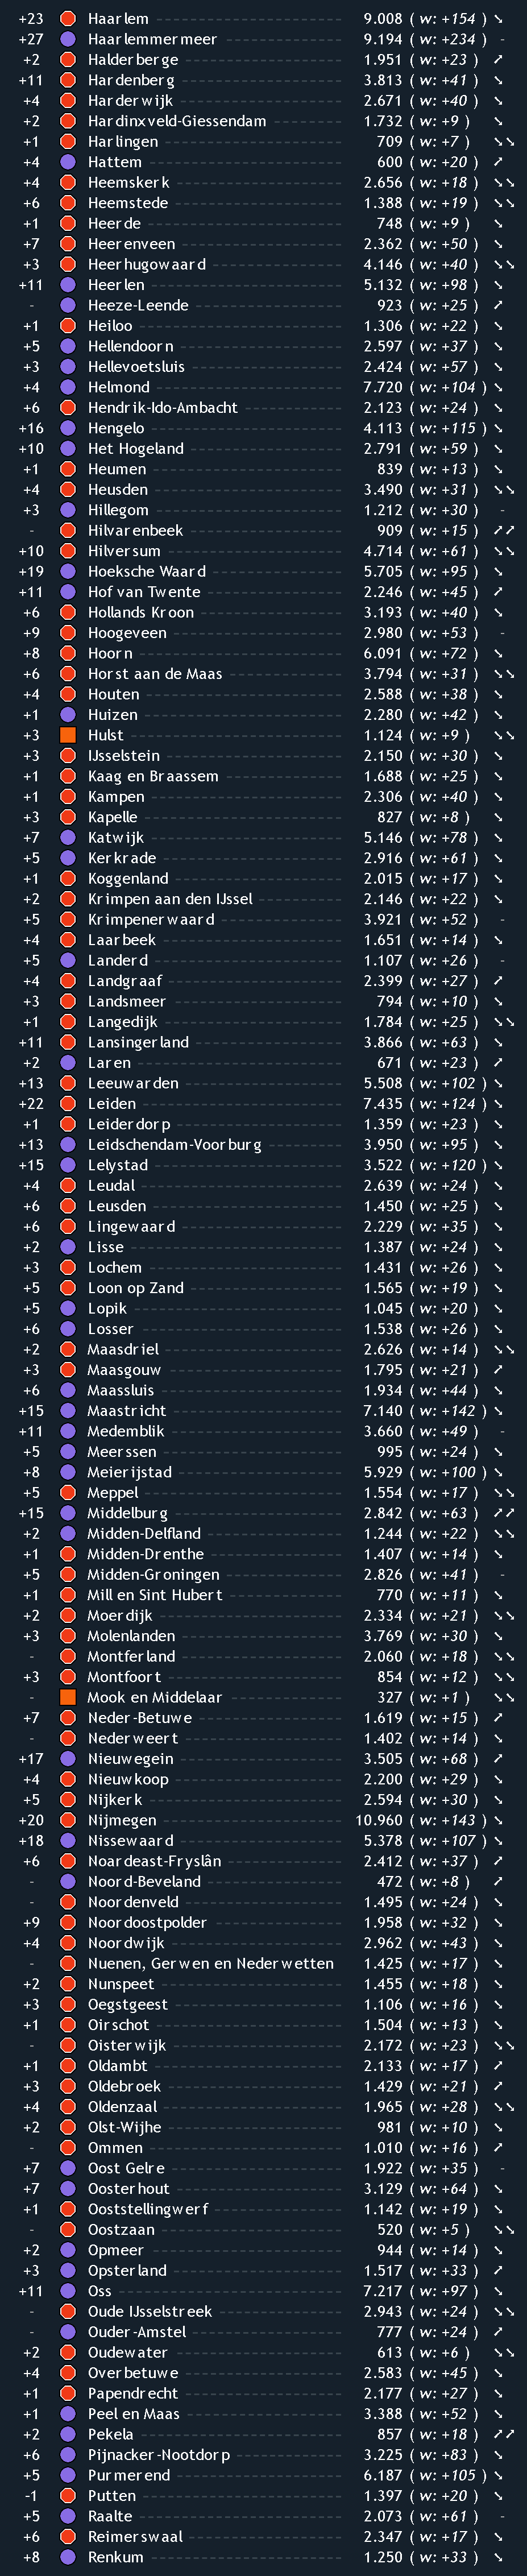 +23 Haarlem 9.008 (w: +154)
+27 Haarlemmermeer 9.194 (w: +234) -
+2 Halderberge 1.951 (w: +23)
+11 Hardenberg 3.813 (w: +41)
+4 Harderwijk 2.671 (w: +40)
+2 Hardinxveld-Giessendam 1.732 (w: +9)
+1 Harlingen 709 (w: +7)
+4 Hattem 600 (w: +20)
+4 Heemskerk 2.656 (w: +18)
+6 Heemstede 1.388 (w: +19)
+1 Heerde 748 (w: +9)
+7 Heerenveen 2.362 (w: +50)
+3 Heerhugowaard 4.146 (w: +40)
+11 Heerlen 5.132 (w: +98)
- Heeze-Leende 923 (w: +25)
+1 Heiloo 1.306 (w: +22)
+5 Hellendoorn 2.597 (w: +37)
+3 Hellevoetsluis 2.424 (w: +57)
+4 Helmond 7.720 (w: +104)
+6 Hendrik-Ido-Ambacht 2.123 (w: +24)
+16 Hengelo 4.113 (w: +115)
+10 Het Hogeland 2.791 (w: +59)
+1 Heumen 839 (w: +13)
+4 Heusden 3.490 (w: +31)
+3 Hillegom 1.212 (w: +30) -
- Hilvarenbeek 909 (w: +15)
+10 Hilversum 4.714 (w: +61)
+19 Hoeksche Waard 5.705 (w: +95)
+11 Hof van Twente 2.246 (w: +45)
+6 Hollands Kroon 3.193 (w: +40)
+9 Hoogeveen 2.980 (w: +53) -
+8 Hoorn 6.091 (w: +72)
+6 Horst aan de Maas 3.794 (w: +31)
+4 Houten 2.588 (w: +38)
+1 Huizen 2.280 (w: +42)
+3 Hulst 1.124 (w: +9)
+3 IJsselstein 2.150 (w: +30)
+1 Kaag en Braassem 1.688 (w: +25)
+1 Kampen 2.306 (w: +40)
+3 Kapelle 827 (w: +8)
+7 Katwijk 5.146 (w: +78)
+5 Kerkrade 2.916 (w: +61)
+1 Koggenland 2.015 (w: +17)
+2 Krimpen aan den IJssel 2.146 (w: +22)
+5 Krimpenerwaard 3.921 (w: +52) -
+4 Laarbeek 1.651 (w: +14)
+5 Landerd 1.107 (w: +26) -
+4 Landgraaf 2.399 (w: +27)
+3 Landsmeer 794 (w: +10)
+1 Langedijk 1.784 (w: +25)
+11 Lansingerland 3.866 (w: +63)
+2 Laren 671 (w: +23)
+13 Leeuwarden 5.508 (w: +102)
+22 Leiden 7.435 (w: +124)
+1 Leiderdorp 1.359 (w: +23)
+13 Leidschendam-Voorburg 3.950 (w: +95)
+15 Lelystad 3.522 (w: +120)
+4 Leudal 2.639 (w: +24)
+6 Leusden 1.450 (w: +25)
+6 Lingewaard 2.229 (w: +35)
+2 Lisse 1.387 (w: +24)
+3 Lochem 1.431 (w: +26)
+5 Loon op Zand 1.565 (w: +19)
+5 Lopik 1.045 (w: +20)
+6 Losser 1.538 (w: +26)
+2 Maasdriel 2.626 (w: +14)
+3 Maasgouw 1.795 (w: +21)
+6 Maassluis 1.934 (w: +44)
+15 Maastricht 7.140 (w: +142)
+11 Medemblik 3.660 (w: +49) -
+5 Meerssen 995 (w: +24)
+8 Meierijstad 5.929 (w: +100)
+5 Meppel 1.554 (w: +17)
+15 Middelburg 2.842 (w: +63)
+2 Midden-Delfland 1.244 (w: +22)
+1 Midden-Drenthe 1.407 (w: +14)
+5 Midden-Groningen 2.826 (w: +41) -
+1 Mill en Sint Hubert 770 (w: +11)
+2 Moerdijk 2.334 (w: +21)
+3 Molenlanden 3.769 (w: +30)
- Montferland 2.060 (w: +18)
+3 Montfoort 854 (w: +12)
- Mook en Middelaar 327 (w: +1)
+7 Neder-Betuwe 1.619 (w: +15)
- Nederweert 1.402 (w: +14)
+17 Nieuwegein 3.505 (w: +68)
+4 Nieuwkoop 2.200 (w: +29)
+5 Nijkerk 2.594 (w: +30)
+20 Nijmegen 10.960 (w: +143)
+18 Nissewaard 5.378 (w: +107)
+6 Noardeast-Fryslân 2.412 (w: +37)
- Noord-Beveland 472 (w: +8)
- Noordenveld 1.495 (w: +24)
+9 Noordoostpolder 1.958 (w: +32)
+4 Noordwijk 2.962 (w: +43)
- Nuenen, Gerwen en Nederwetten 1.425 (w: +17)
+2 Nunspeet 1.455 (w: +18)
+3 Oegstgeest 1.106 (w: +16)
+1 Oirschot 1.504 (w: +13)
- Oisterwijk 2.172 (w: +23)
+1 Oldambt 2.133 (w: +17)
+3 Oldebroek 1.429 (w: +21)
+4 Oldenzaal 1.965 (w: +28)
+2 Olst-Wijhe 981 (w: +10)
- Ommen 1.010 (w: +16)
+7 Oost Gelre 1.922 (w: +35) -
+7 Oosterhout 3.129 (w: +64)
+1 Ooststellingwerf 1.142 (w: +19)
- Oostzaan 520 (w: +5)
+2 Opmeer 944 (w: +14)
+3 Opsterland 1.517 (w: +33)
+11 Oss 7.217 (w: +97)
- Oude IJsselstreek 2.943 (w: +24)
- Ouder-Amstel 777 (w: +24)
+2 Oudewater 613 (w: +6)
+4 Overbetuwe 2.583 (w: +45)
+1 Papendrecht 2.177 (w: +27)
+1 Peel en Maas 3.388 (w: +52)
+2 Pekela 857 (w: +18)
+6 Pijnacker-Nootdorp 3.225 (w: +83)
+5 Purmerend 6.187 (w: +105)
-1 Putten 1.397 (w: +20)
+5 Raalte 2.073 (w: +61) -
+6 Reimerswaal 2.347 (w: +17)
+8 Renkum 1.250 (w: +33)